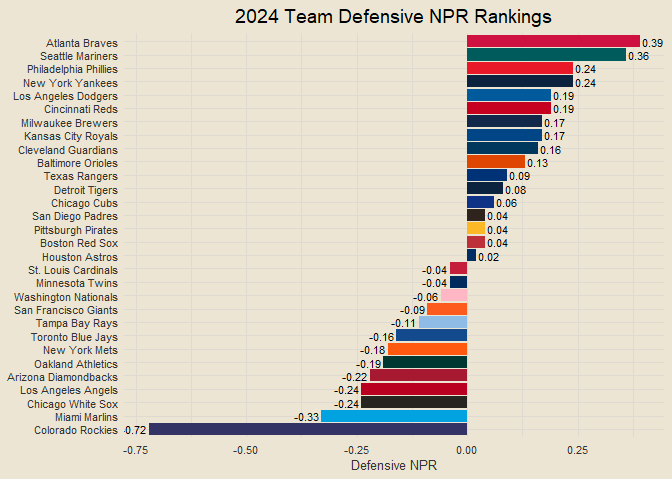 2024 Team Defensive NPR Rankings
Atlanta Braves 0.39
Seattle Mariners 0.36
Philadelphia Phillies 0.24
New York Yankees 0.24
Los Angeles Dodgers 0.19
Cincinnati Reds 0.19
Milwaukee Brewers 0.17
Kansas City Royals 0.17
Cleveland Guardians 0.16
Baltimore Orioles 0.13
Texas Rangers 0.09
Detroit Tigers 0.08
Chicago Cubs 0.06
San Diego Padres 0.04
Pittsburgh Pirates 0.04
Boston Red Sox 0.04
Houston Astros 0.02
St. Louis Cardinals -0.04
Minnesota Twins -0.04
Washington Nationals -0.06
San Francisco Giants -0.09
Tampa Bay Rays -0.11
Toronto Blue Jays -0.16
New York Mets -0.18
Oakland Athletics -0.19
Arizona Diamondbacks -0.22
Los Angeles Angels -0.24
Chicago White Sox -0.24
Miami Marlins -0.33
Colorado Rockies -0.72
-0.75 -0.50 -0.25 0.00 0.25
Defensive NPR